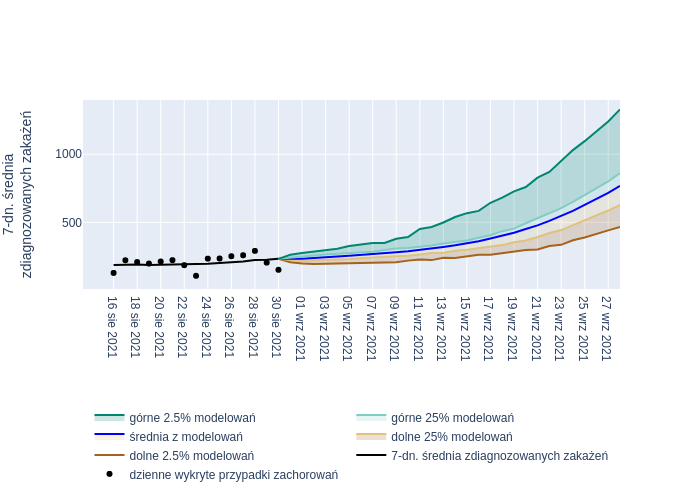 7-dn. średnia
zdiagnozowanych zakażeń
1000
500
16 sie 2021
18 sie 2021
20 sie 2021
22 sie 2021
24 sie 2021
26 sie 2021
28 sie 2021
30 sie 2021
01 wrz 2021
03 wrz 2021
05 wrz 2021
07 wrz 2021
09 wrz 2021
11 wrz 2021
13 wrz 2021
15 wrz 2021
17 wrz 2021
19 wrz 2021
21 wrz 2021
23 wrz 2021
25 wrz 2021
27 wrz 2021
górne 2.5% modelowań
górne 25% modelowań
średnia z modelowań
dolne 25% modelowań
dolne 2.5% modelowań
7-dn. średnia zdiagnozowanych zakażeń
dzienne wykryte przypadki zachorowań